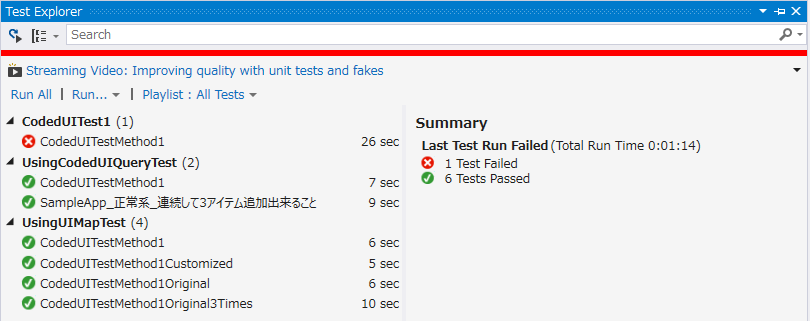 Test Explorer
Search
Streaming Video: Improving quality with unit tests and fakes
Run All | Run... | Playlist : All Tests
CodedUITest1 (1)
CodedUITestMethod1 26 sec
UsingCodedUIQueryTest (2)
CodedUITestMethod1 7 sec
SampleApp_正常系_連続して3アイテム追加出来ること 9 sec
UsingUIMapTest (4)
CodedUITestMethod1 6 sec
CodedUITestMethod1Customized 5 sec
CodedUITestMethod1Original 6 sec
CodedUITestMethod1Original3Times 10 sec
Summary
Last Test Run Failed (Total Run Time 0:01:14)
1 Test Failed
6 Tests Passed